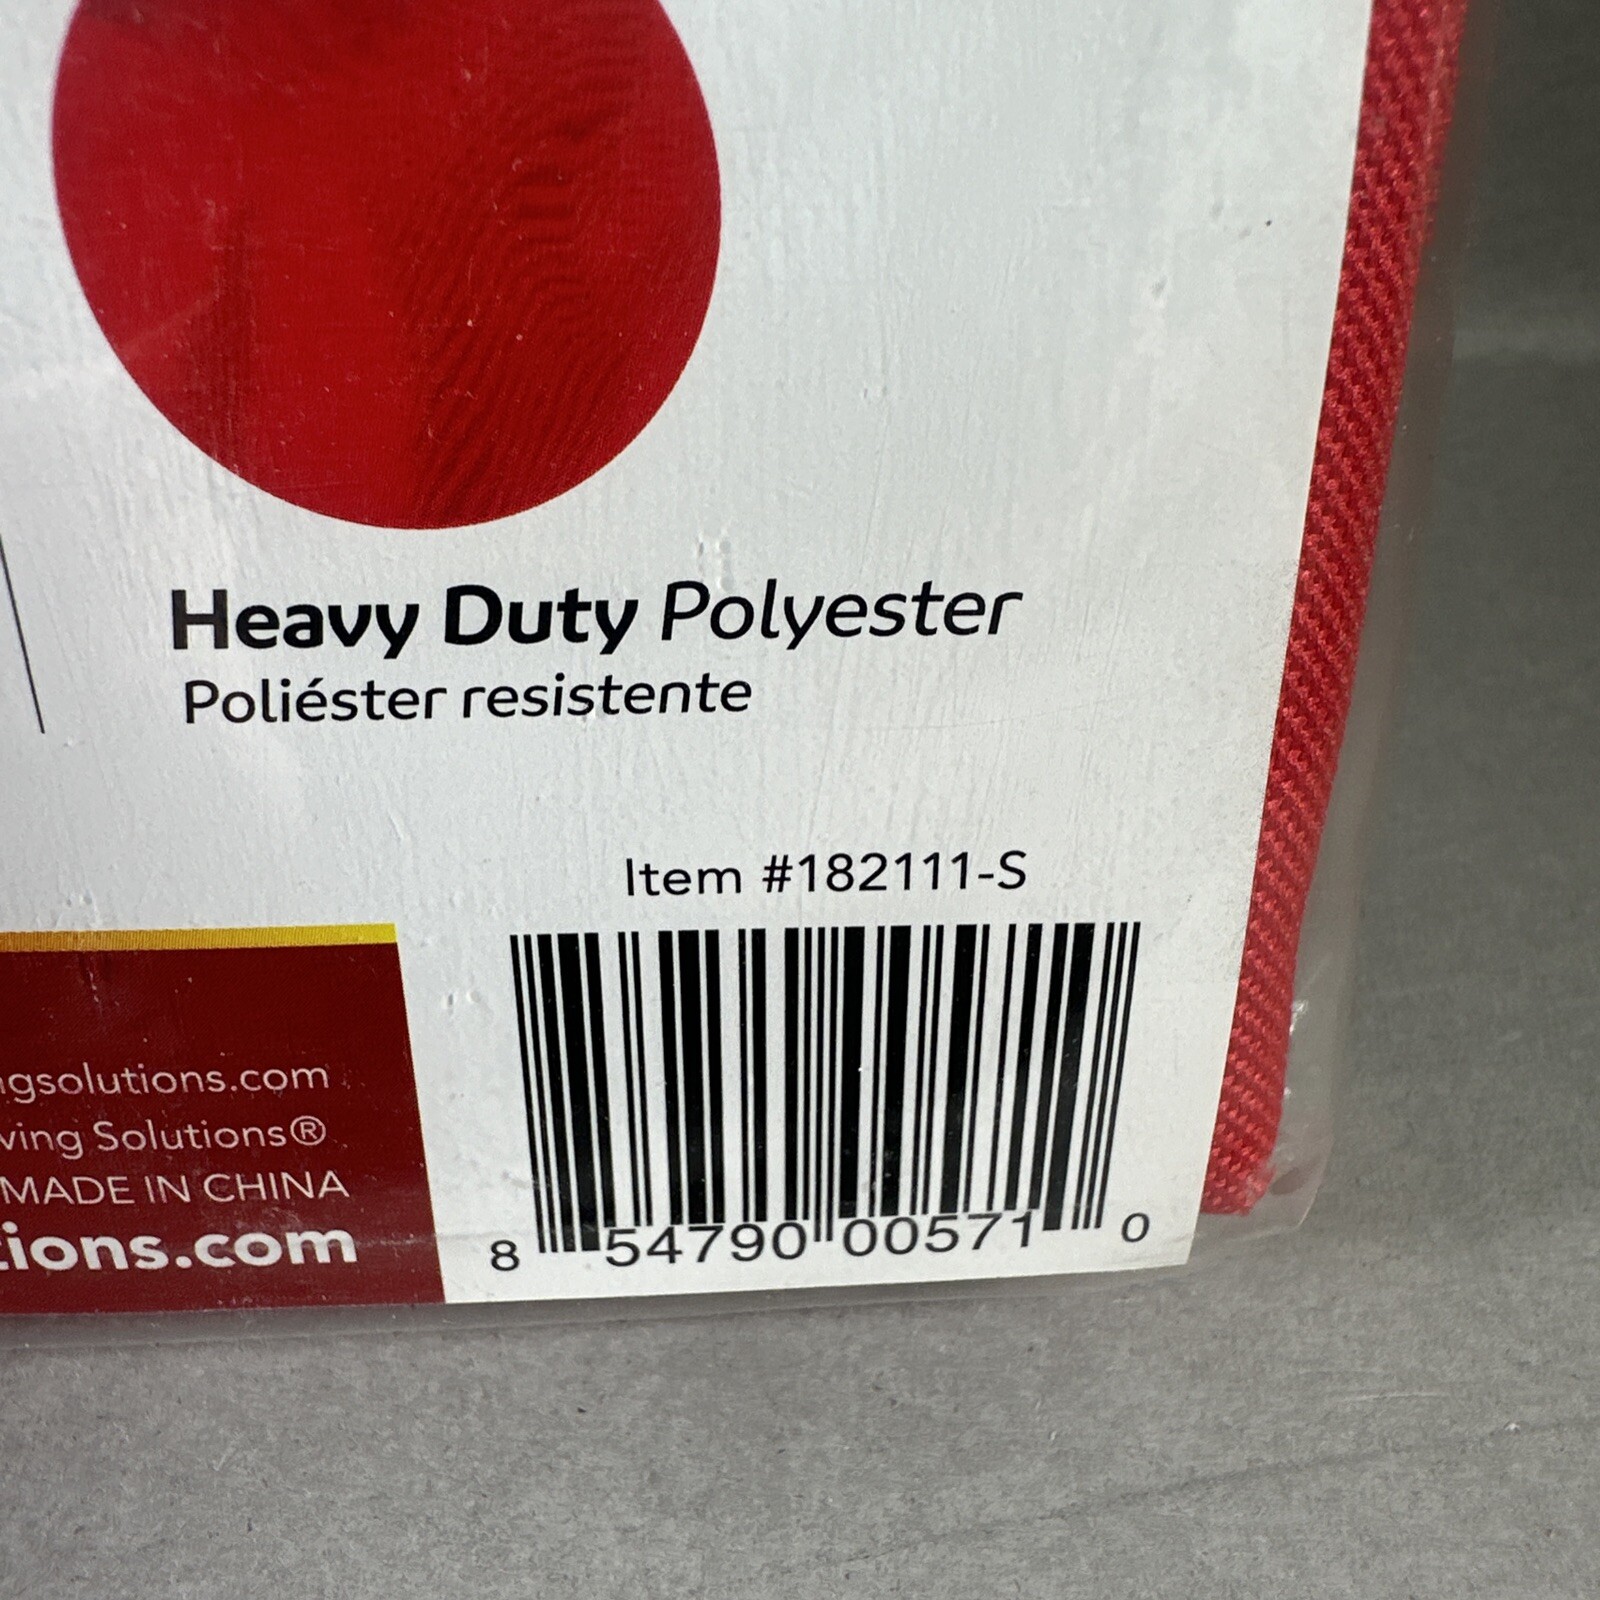 Heavy Duty Polyester
Poliéster resistente
Item #182111-S
gsolutions.com
ving Solutions®
MADE IN CHINA
tions.com
8 54790 00571 0